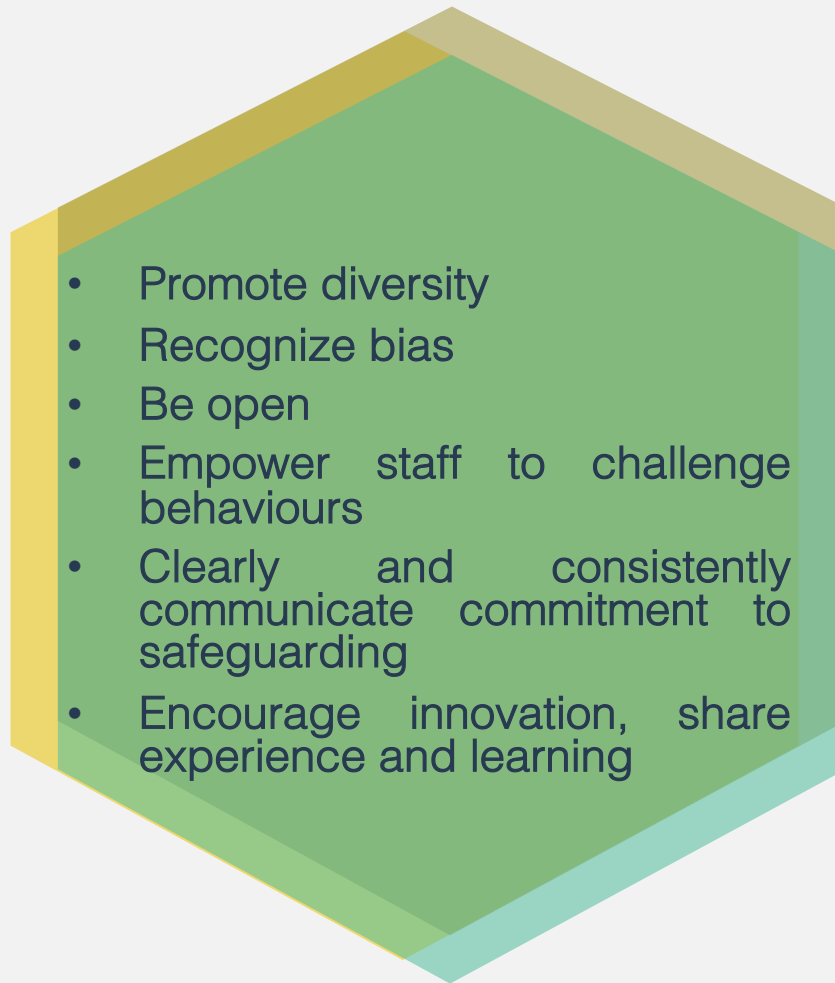 • Promote diversity
• Recognize bias
• Be open
• Empower staff to challenge
behaviours
• Clearly and consistently
communicate commitment to
safeguarding
• Encourage innovation, share
experience and learning